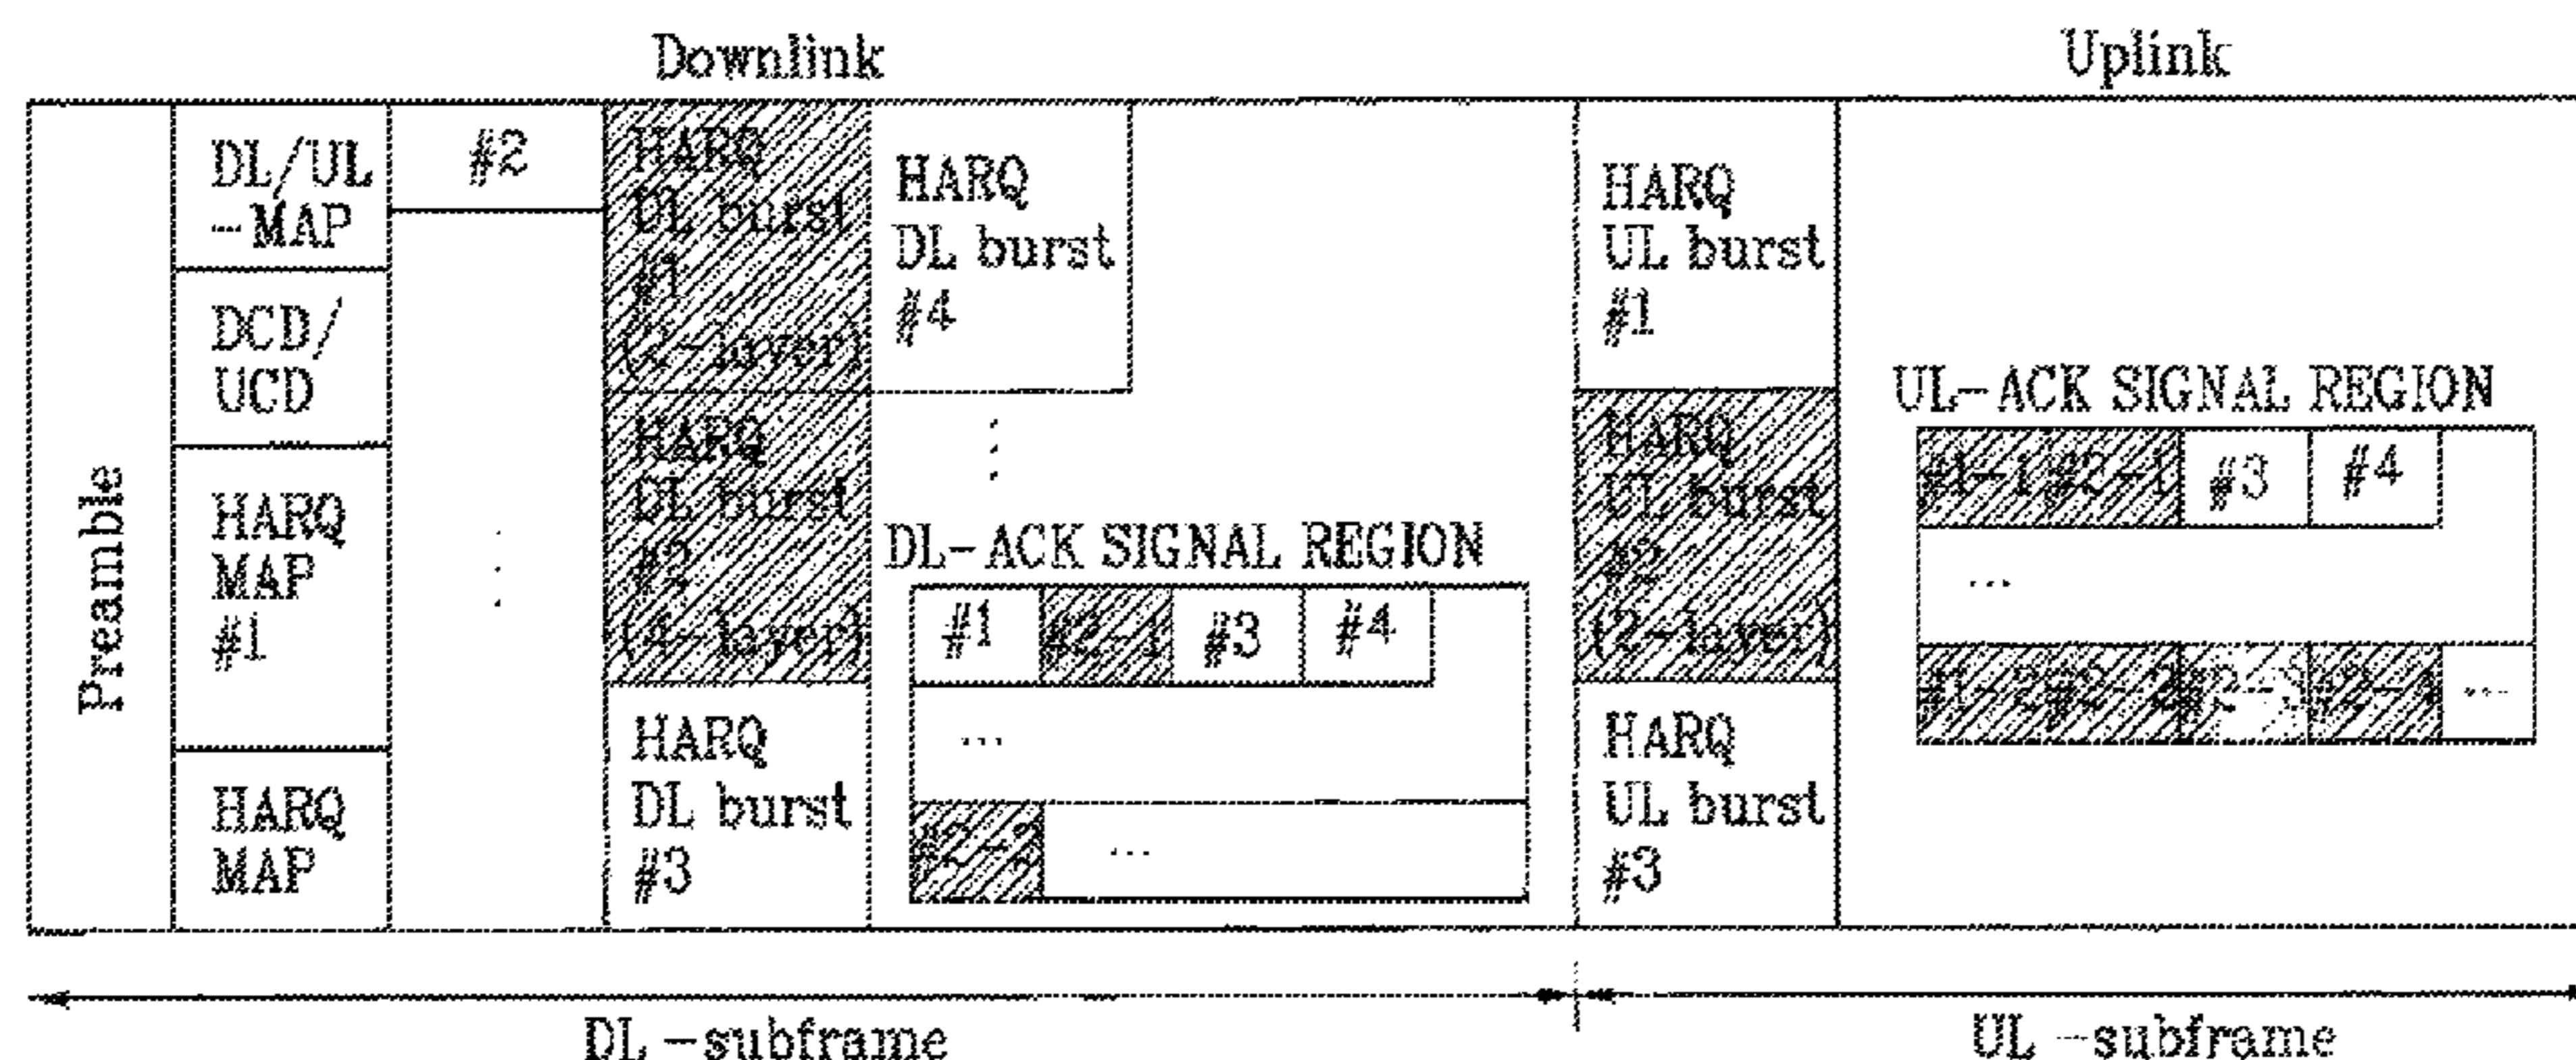 Downlink
Uplink
Preamble
DL/UL
-MAP
DCD/
UCD
HARQ
MAP
#1
HARQ
MAP
#2
⋮
HARQ
DL burst
#1
(2-layer)
HARQ
DL burst
#2
(4-layer)
HARQ
DL burst
#3
HARQ
DL burst
#4
⋮
DL-ACK SIGNAL REGION
#1 #2-1 #3 #4
...
#2-2 ...
HARQ
UL burst
#1
HARQ
UL burst
#2
(2-layer)
HARQ
UL burst
#3
UL-ACK SIGNAL REGION
#1-1 #2-1 #3 #4
...
#1-2 #2-2 #2-3 #2-4 ...
DL-subframe
UL-subframe